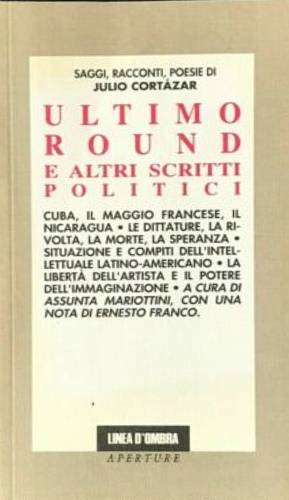 SAGGI, RACCONTI, POESIE DI
JULIO CORTÁZAR
ULTIMO
ROUND
E ALTRI SCRITTI
POLITICI
CUBA, IL MAGGIO FRANCESE, IL
NICARAGUA • LE DITTATURE, LA RI-
VOLTA, LA MORTE, LA SPERANZA •
SITUAZIONE E COMPITI DELL'INTEL-
LETTUALE LATINO-AMERICANO • LA
LIBERTÀ DELL'ARTISTA E IL POTERE
DELL'IMMAGINAZIONE • A CURA DI
ASSUNTA MARIOTTINI, CON UNA
NOTA DI ERNESTO FRANCO.
LINEA D'OMBRA
A·P·E·R·T·U·R·E